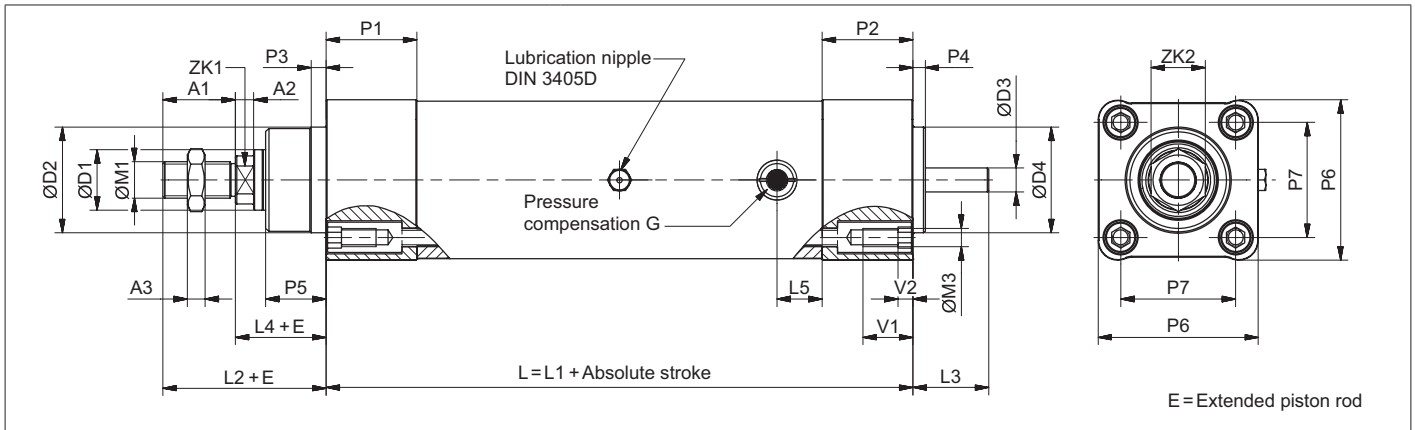 P1
P2
P3
Lubrication nipple
DIN 3405D
P4
ZK1
ZK2
A1
A2
ØD3
ØD2
ØD1
ØM1
ØD4
P7
P6
Pressure
compensation G
A3
P5
L5
V2
ØM3
P7
L4 + E
V1
P6
L2 + E
L = L1 + Absolute stroke
L3
E = Extended piston rod